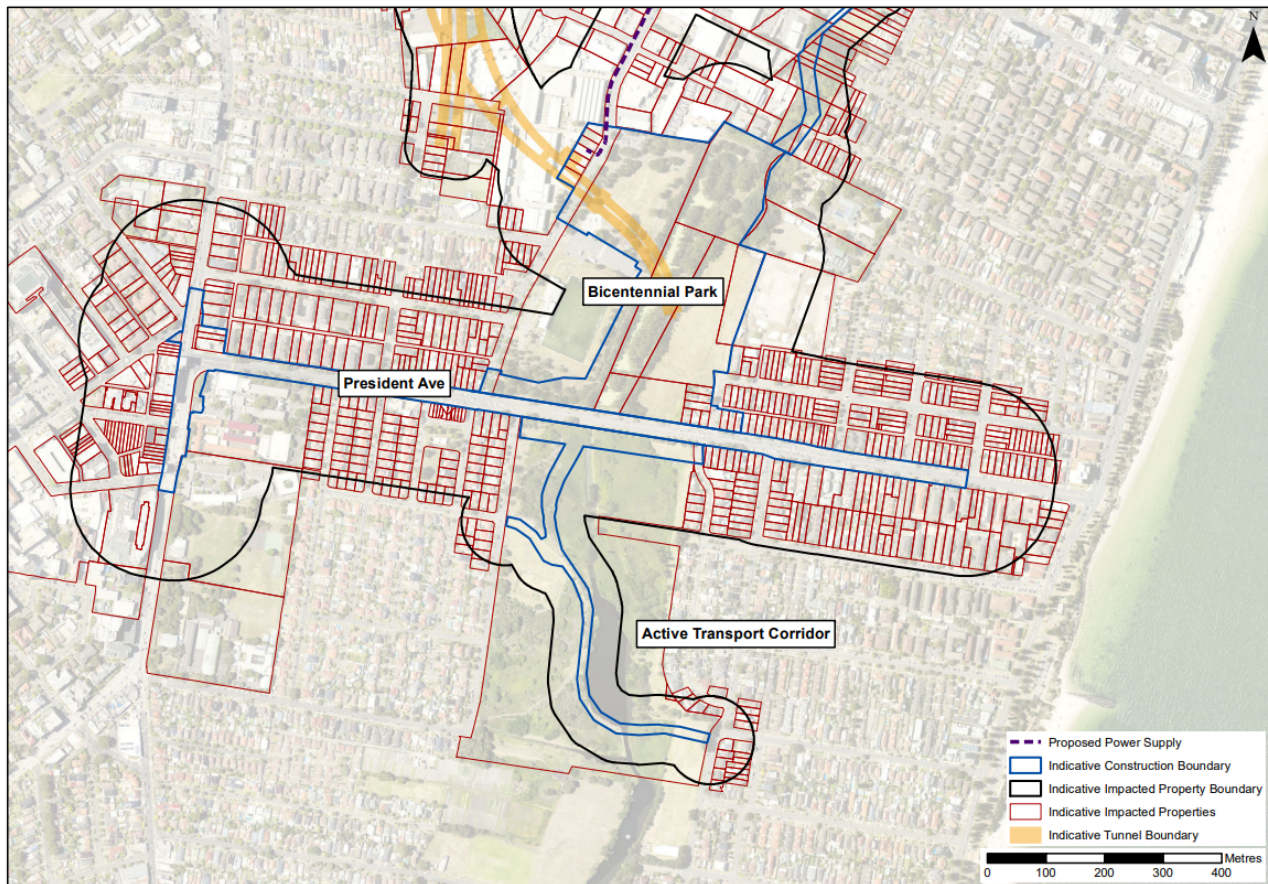 N
Bicentennial Park
President Ave
Active Transport Corridor
Proposed Power Supply
Indicative Construction Boundary
Indicative Impacted Property Boundary
Indicative Impacted Properties
Indicative Tunnel Boundary
Metres
0 100 200 300 400